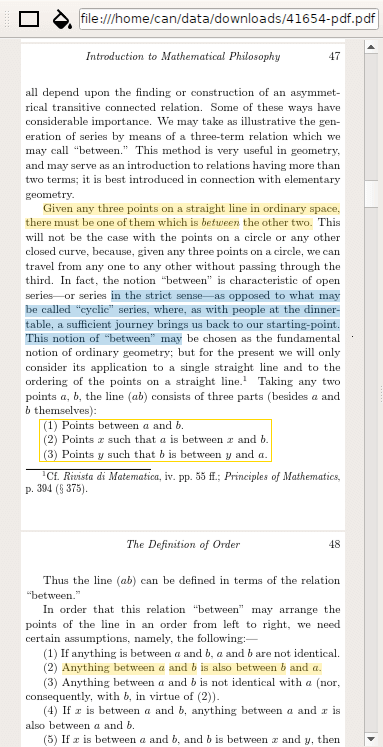 file:///home/can/data/downloads/41654-pdf.pdf
Introduction to Mathematical Philosophy 47
all depend upon the finding or construction of an asymmet-
rical transitive connected relation. Some of these ways have
considerable importance. We may take as illustrative the gen-
eration of series by means of a three-term relation which we
may call “between.” This method is very useful in geometry,
and may serve as an introduction to relations having more than
two terms; it is best introduced in connection with elementary
geometry.
Given any three points on a straight line in ordinary space,
there must be one of them which is between the other two. This
will not be the case with the points on a circle or any other
closed curve, because, given any three points on a circle, we can
travel from any one to any other without passing through the
third. In fact, the notion “between” is characteristic of open
series—or series in the strict sense—as opposed to what may
be called “cyclic” series, where, as with people at the dinner-
table, a sufficient journey brings us back to our starting-point.
This notion of “between” may be chosen as the fundamental
notion of ordinary geometry; but for the present we will only
consider its application to a single straight line and to the
ordering of the points on a straight line.¹ Taking any two
points a, b, the line (ab) consists of three parts (besides a and
b themselves):
(1) Points between a and b.
(2) Points x such that a is between x and b.
(3) Points y such that b is between y and a.
¹Cf. Rivista di Matematica, iv. pp. 55 ff.; Principles of Mathematics,
p. 394 (§ 375).
The Definition of Order 48
Thus the line (ab) can be defined in terms of the relation
“between.”
In order that this relation “between” may arrange the
points of the line in an order from left to right, we need
certain assumptions, namely, the following:—
(1) If anything is between a and b, a and b are not identical.
(2) Anything between a and b is also between b and a.
(3) Anything between a and b is not identical with a (nor,
consequently, with b, in virtue of (2)).
(4) If x is between a and b, anything between a and x is
also between a and b.
(5) If x is between a and b, and b is between x and y, then